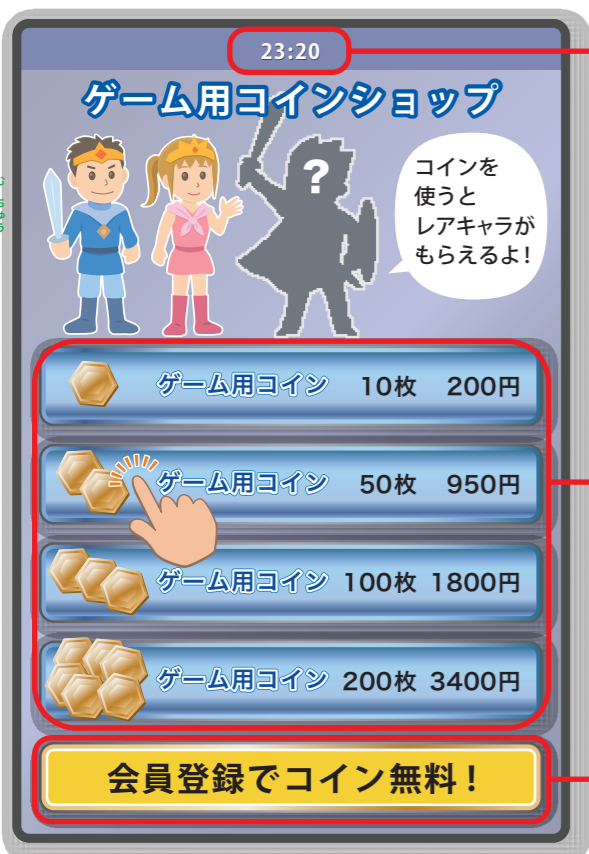 23:20
ゲーム用コインショップ
?
コインを
使うと
レアキャラが
もらえるよ!
ゲーム用コイン 10枚 200円
ゲーム用コイン 50枚 950円
ゲーム用コイン 100枚 1800円
ゲーム用コイン 200枚 3400円
会員登録でコイン無料!